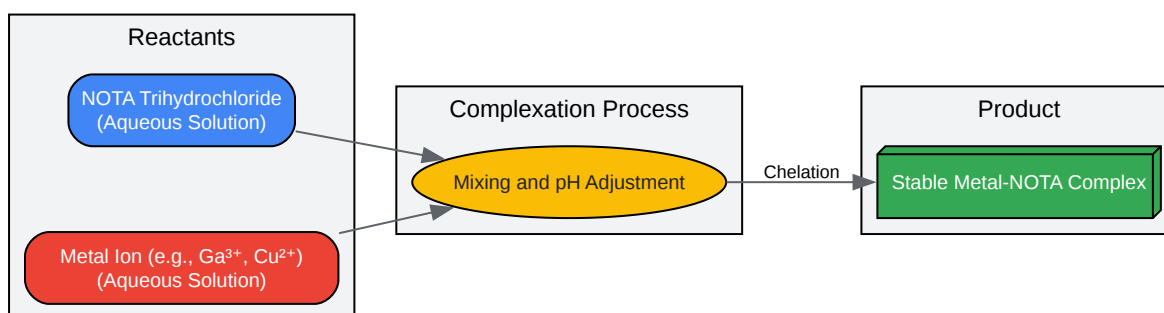 Reactants
NOTA Trihydrochloride
(Aqueous Solution)
Metal Ion (e.g., Ga³⁺, Cu²⁺)
(Aqueous Solution)
Complexation Process
Mixing and pH Adjustment
Chelation
Product
Stable Metal-NOTA Complex